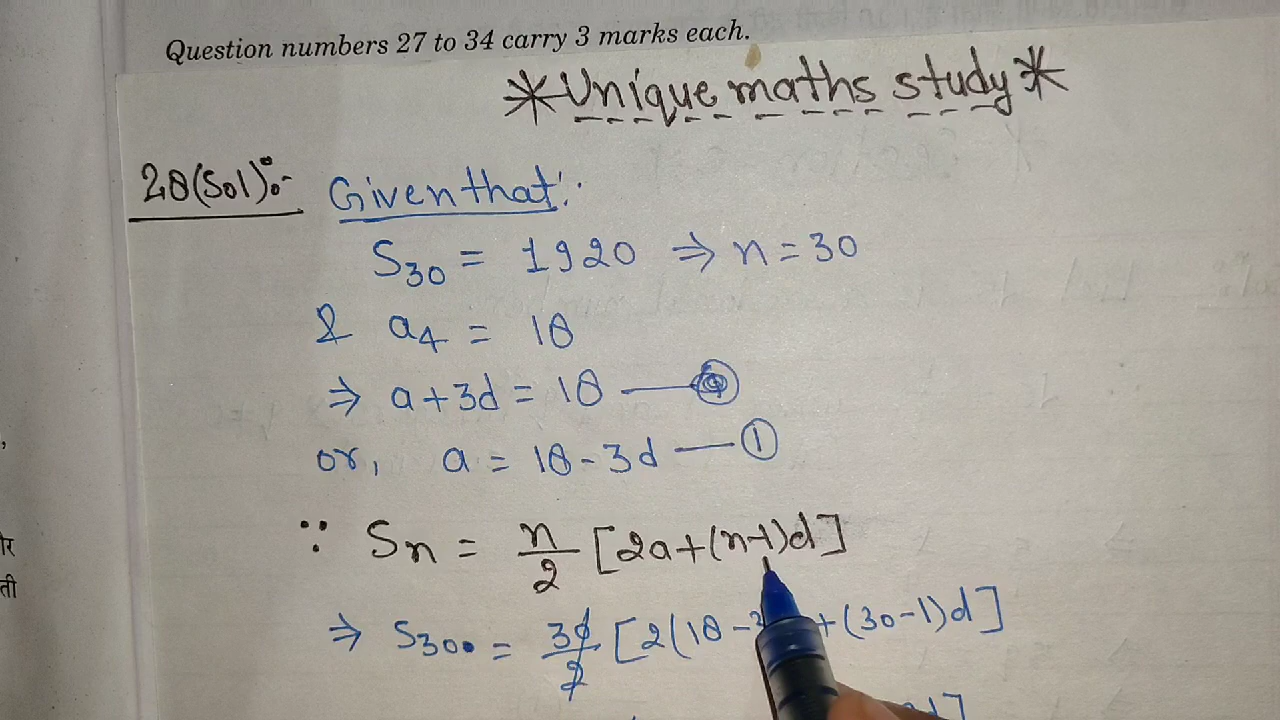 Question numbers 27 to 34 carry 3 marks each.
*Unique maths study*
28(Sol):-
Given that:
S30 = 1920 ⇒ n = 30
& a4 = 18
⇒ a+3d = 18
or, a = 18-3d — ①
∵ Sn = n/2 [2a+(n-1)d]
⇒ S30 = 30/2 [2(18- +(30-1)d]
र
ती